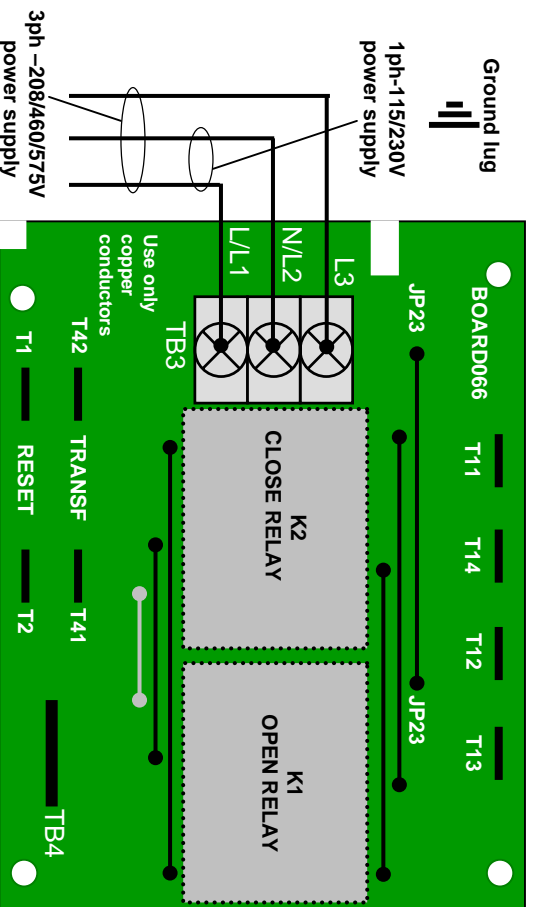 Ground lug
1ph-115/230V
power supply
3ph –208/460/575V
power supply
BOARD066
T11
T14
T12
T13
JP23
JP23
L3
N/L2
L/L1
TB3
Use only
copper
conductors
K2
CLOSE RELAY
K1
OPEN RELAY
T42
TRANSF
T41
T1
RESET
T2
TB4